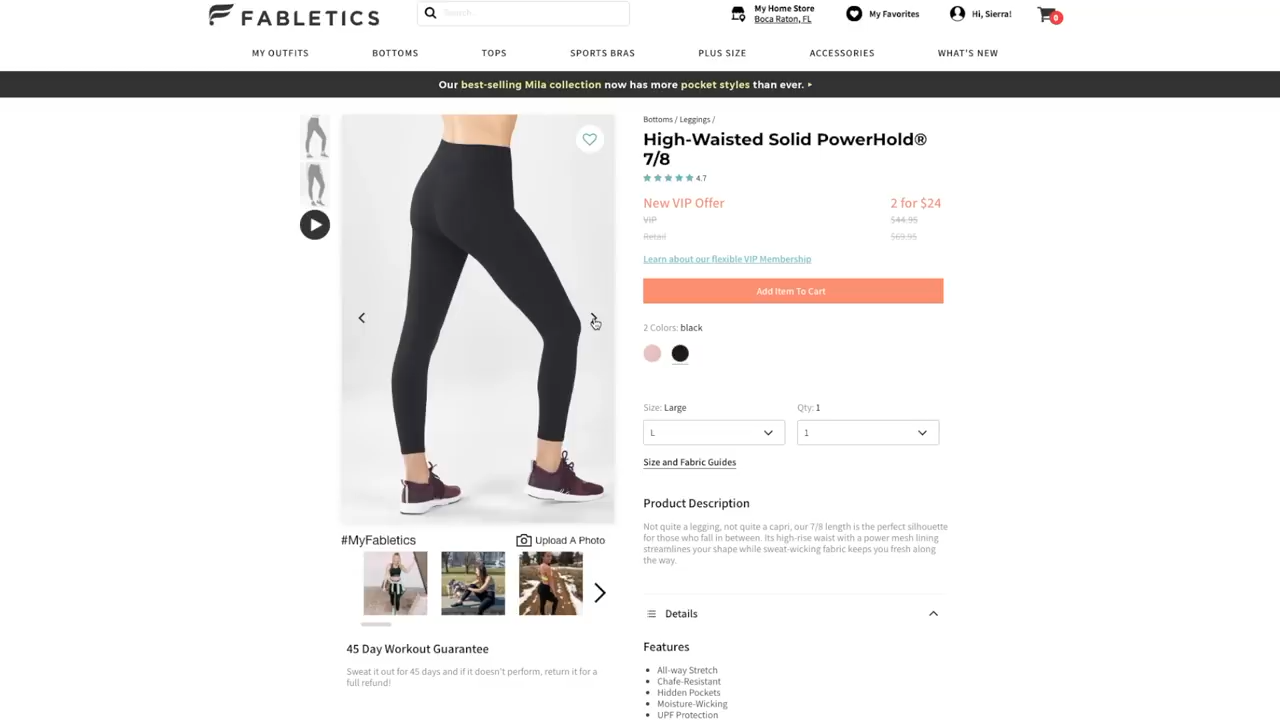 FABLETICS
Search...
My Home Store
Boca Raton, FL
My Favorites
Hi, Sierra!
0
MY OUTFITS
BOTTOMS
TOPS
SPORTS BRAS
PLUS SIZE
ACCESSORIES
WHAT'S NEW
Our best-selling Mila collection now has more pocket styles than ever. ▸
Bottoms / Leggings /
High-Waisted Solid PowerHold®
7/8
4.7
New VIP Offer 2 for $24
VIP $44.95
Retail $69.95
Learn about our flexible VIP Membership
Add Item To Cart
2 Colors: black
Size: Large
Qty: 1
L
1
Size and Fabric Guides
Product Description
Not quite a legging, not quite a capri, our 7/8 length is the perfect silhouette
for those who fall in between. Its high-rise waist with a power mesh lining
streamlines your shape while sweat-wicking fabric keeps you fresh along
the way.
Details
Features
All-way Stretch
Chafe-Resistant
Hidden Pockets
Moisture-Wicking
UPF Protection
#MyFabletics
Upload A Photo
45 Day Workout Guarantee
Sweat it out for 45 days and if it doesn't perform, return it for a
full refund!